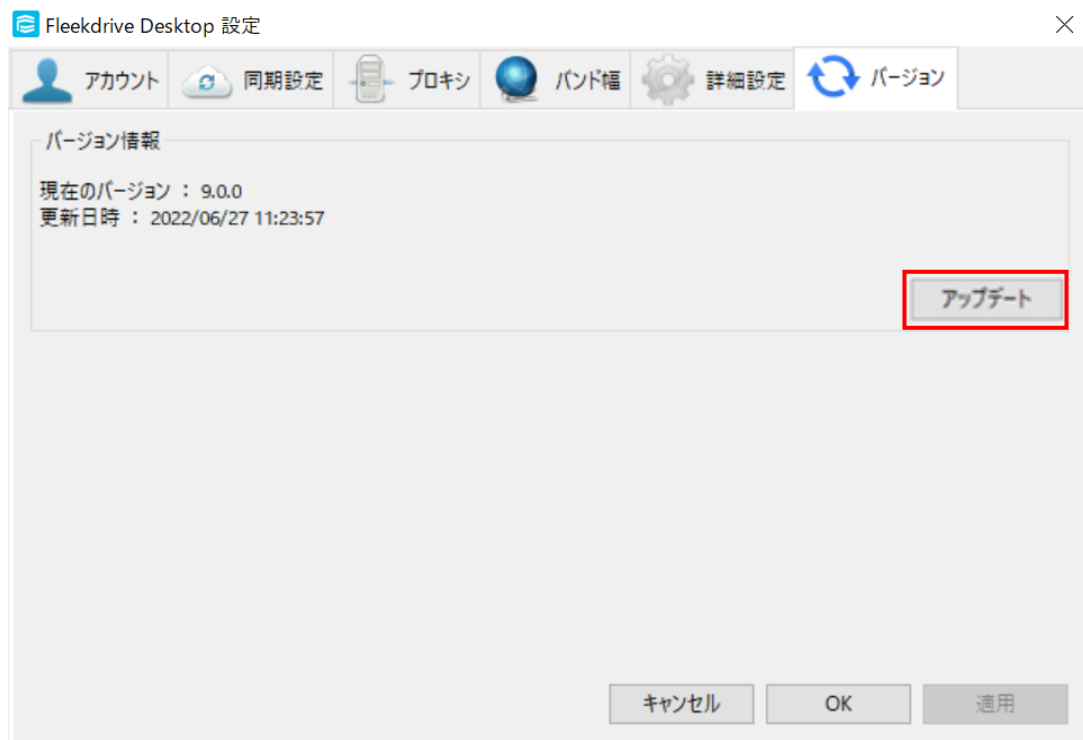 Fleekdrive Desktop 設定
アカウント 同期設定 プロキシ バンド幅 詳細設定 バージョン
バージョン情報
現在のバージョン : 9.0.0
更新日時 : 2022/06/27 11:23:57
アップデート
キャンセル OK 適用